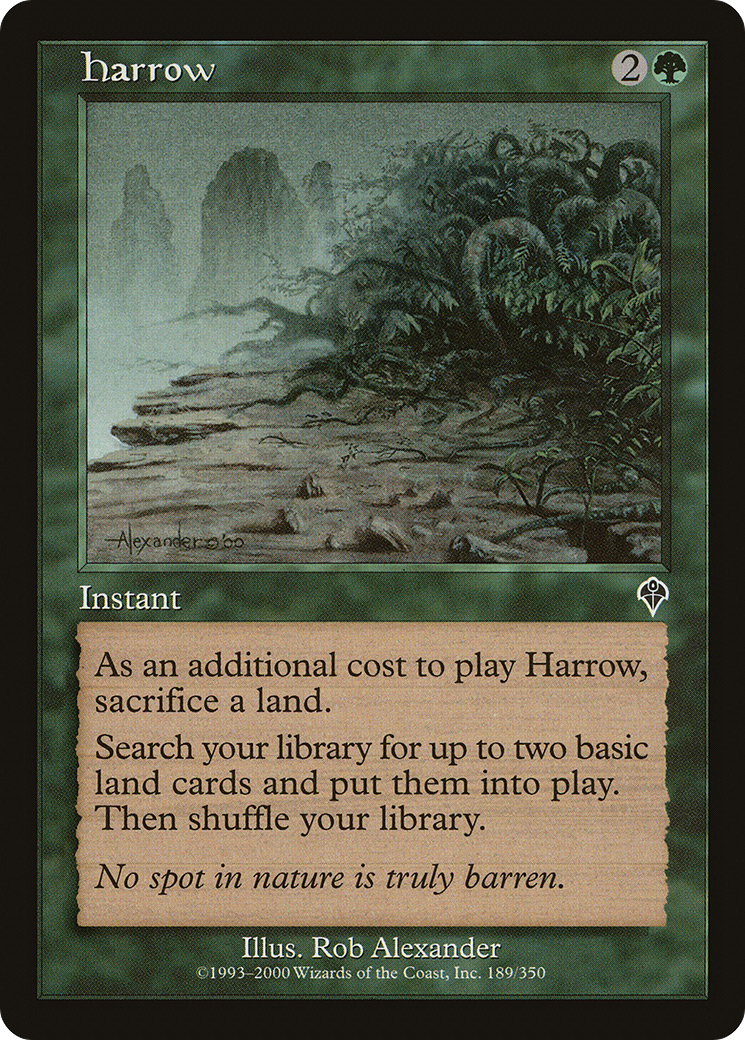 Harrow
2
Alexander © '00
Instant
As an additional cost to play Harrow,
sacrifice a land.
Search your library for up to two basic
land cards and put them into play.
Then shuffle your library.
No spot in nature is truly barren.
Illus. Rob Alexander
©1993–2000 Wizards of the Coast, Inc. 189/350